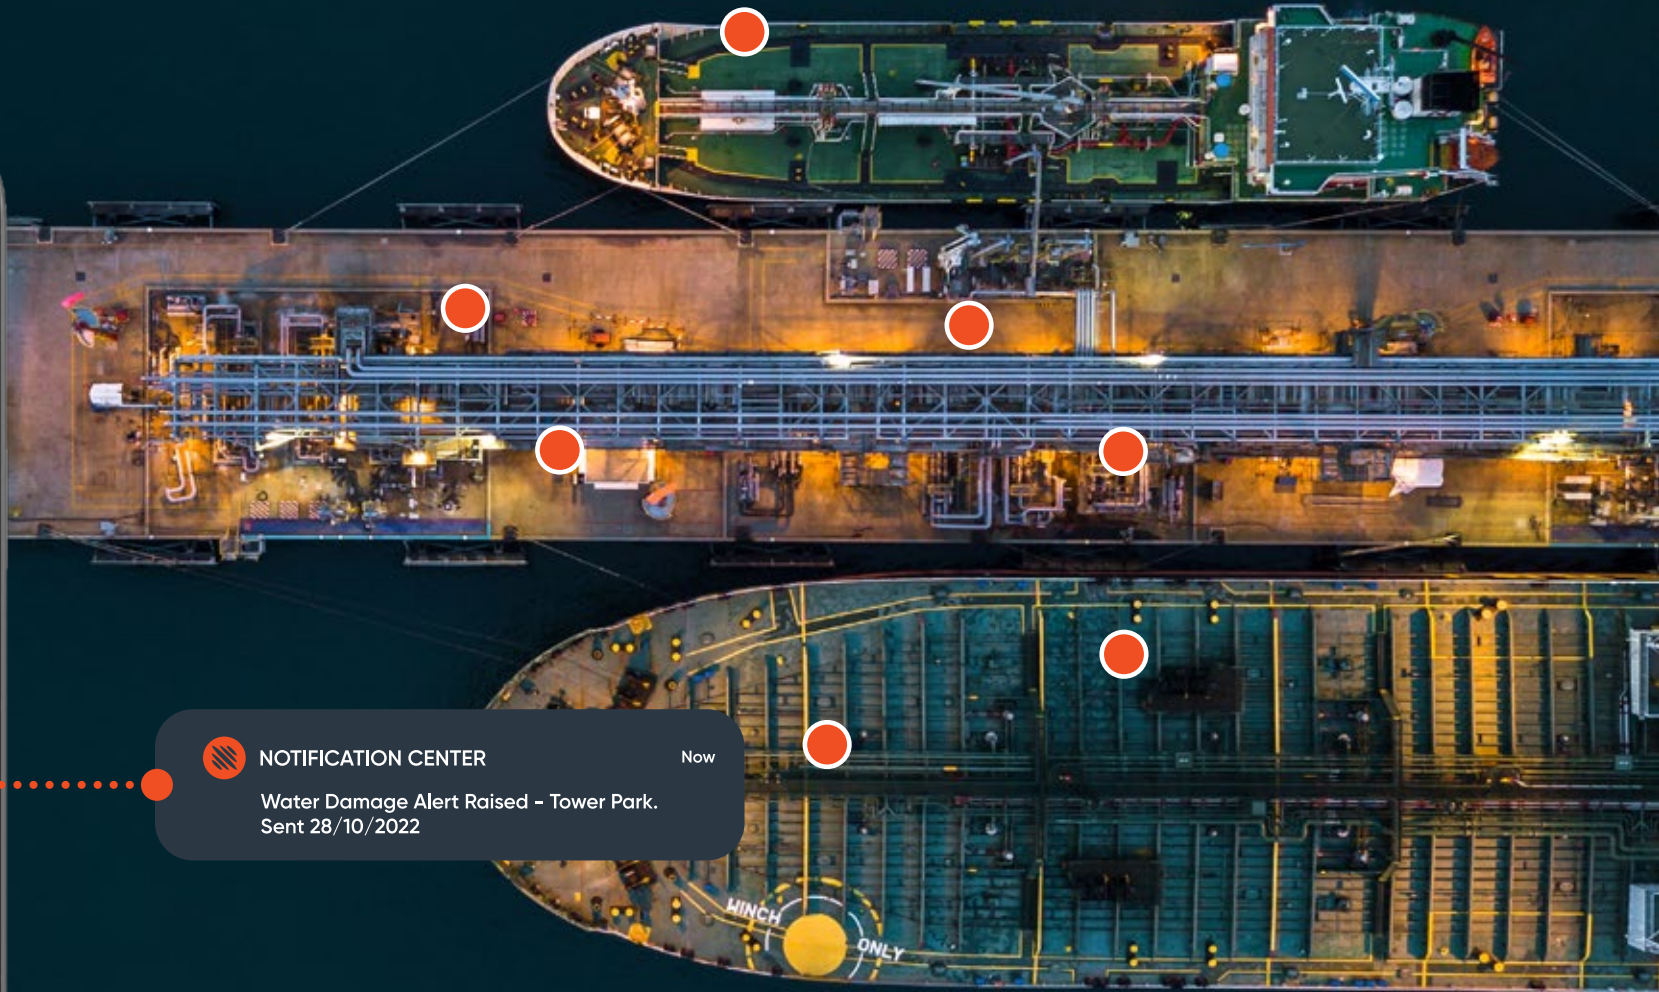 NOTIFICATION CENTER
Now
Water Damage Alert Raised - Tower Park.
Sent 28/10/2022
WINCH
ONLY